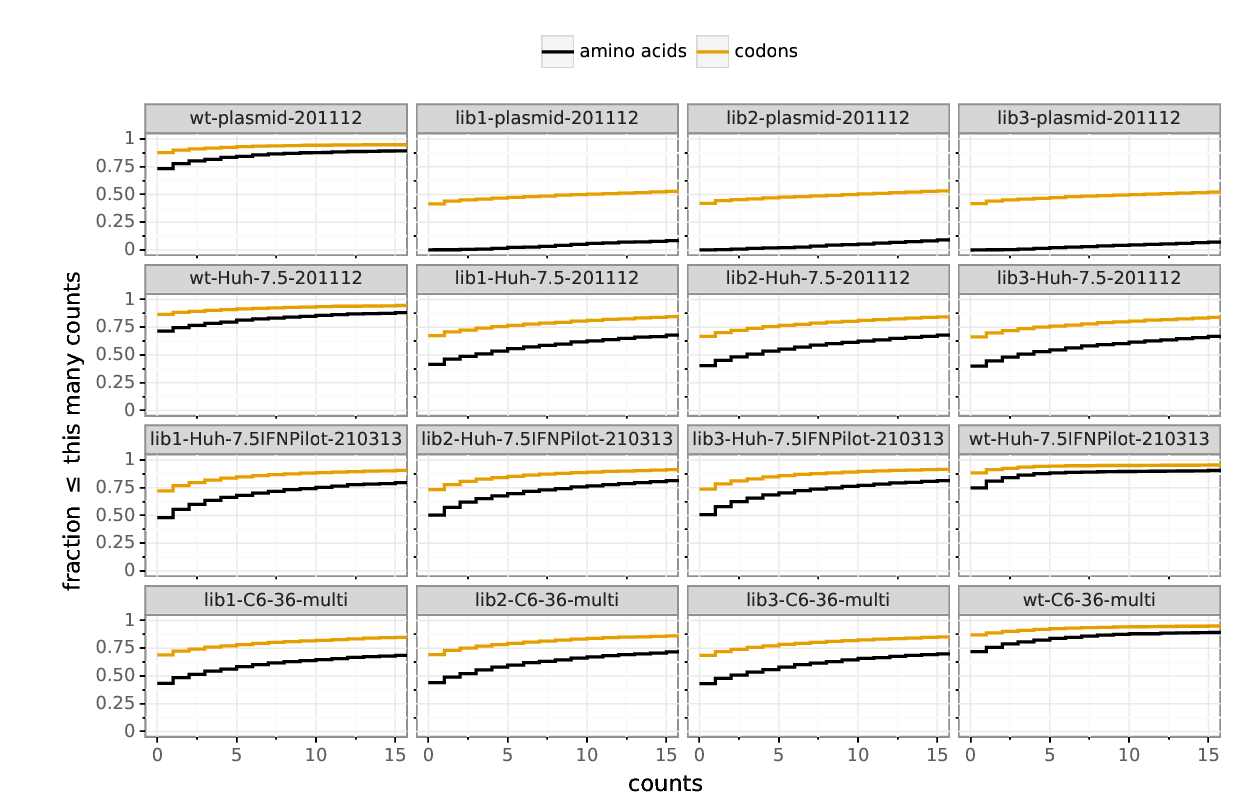 amino acids codons
wt-plasmid-201112 lib1-plasmid-201112 lib2-plasmid-201112 lib3-plasmid-201112
1
0.75
0.50
0.25
0
wt-Huh-7.5-201112 lib1-Huh-7.5-201112 lib2-Huh-7.5-201112 lib3-Huh-7.5-201112
1
0.75
0.50
0.25
0
lib1-Huh-7.5IFNPilot-210313 lib2-Huh-7.5IFNPilot-210313 lib3-Huh-7.5IFNPilot-210313 wt-Huh-7.5IFNPilot-210313
1
0.75
0.50
0.25
0
lib1-C6-36-multi lib2-C6-36-multi lib3-C6-36-multi wt-C6-36-multi
1
0.75
0.50
0.25
0
0 5 10 15 0 5 10 15 0 5 10 15 0 5 10 15
counts
fraction ≤ this many counts